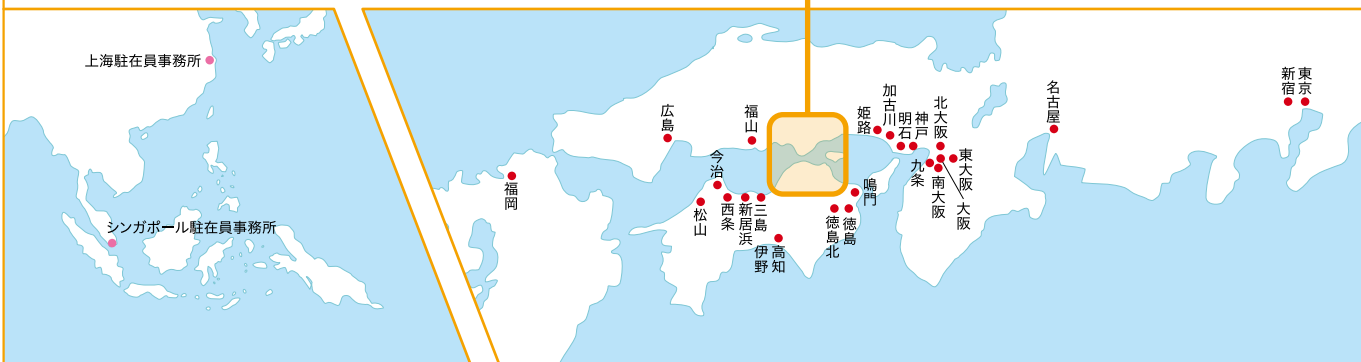 上海駐在員事務所
シンガポール駐在員事務所
福岡
広島
福山
今治
松山
西条
新居浜
三島
伊野
高知
徳島北
徳島
鳴門
姫路
加古川
明石
神戸
北大阪
九条
南大阪
東大阪
大阪
名古屋
新宿
東京